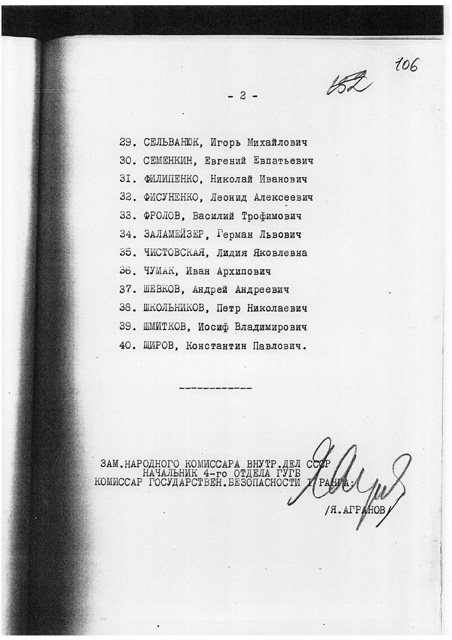 106
152
- 2 -
29. СЕЛЬВАНЮК, Игорь Михайлович
30. СЕМЕНКИН, Евгений Евпатьевич
31. ФИЛИПЕНКО, Николай Иванович
32. ФИСУНЕНКО, Леонид Алексеевич
33. ФРОЛОВ, Василий Трофимович
34. ЗАЛАМЕЙЗЕР, Герман Львович
35. ЧИСТОВСКАЯ, Лидия Яковлевна
36. ЧУМАК, Иван Архипович
37. ШЕВКОВ, Андрей Андреевич
38. ШКОЛЬНИКОВ, Петр Николаевич
39. ШМИТКОВ, Иосиф Владимирович
40. ЩИРОВ, Константин Павлович.
------------
ЗАМ.НАРОДНОГО КОМИССАРА ВНУТР.ДЕЛ СССР
НАЧАЛЬНИК 4-го ОТДЕЛА ГУГБ
КОМИССАР ГОСУДАРСТВЕН.БЕЗОПАСНОСТИ 1 РАНГА:
/Я.АГРАНОВ/